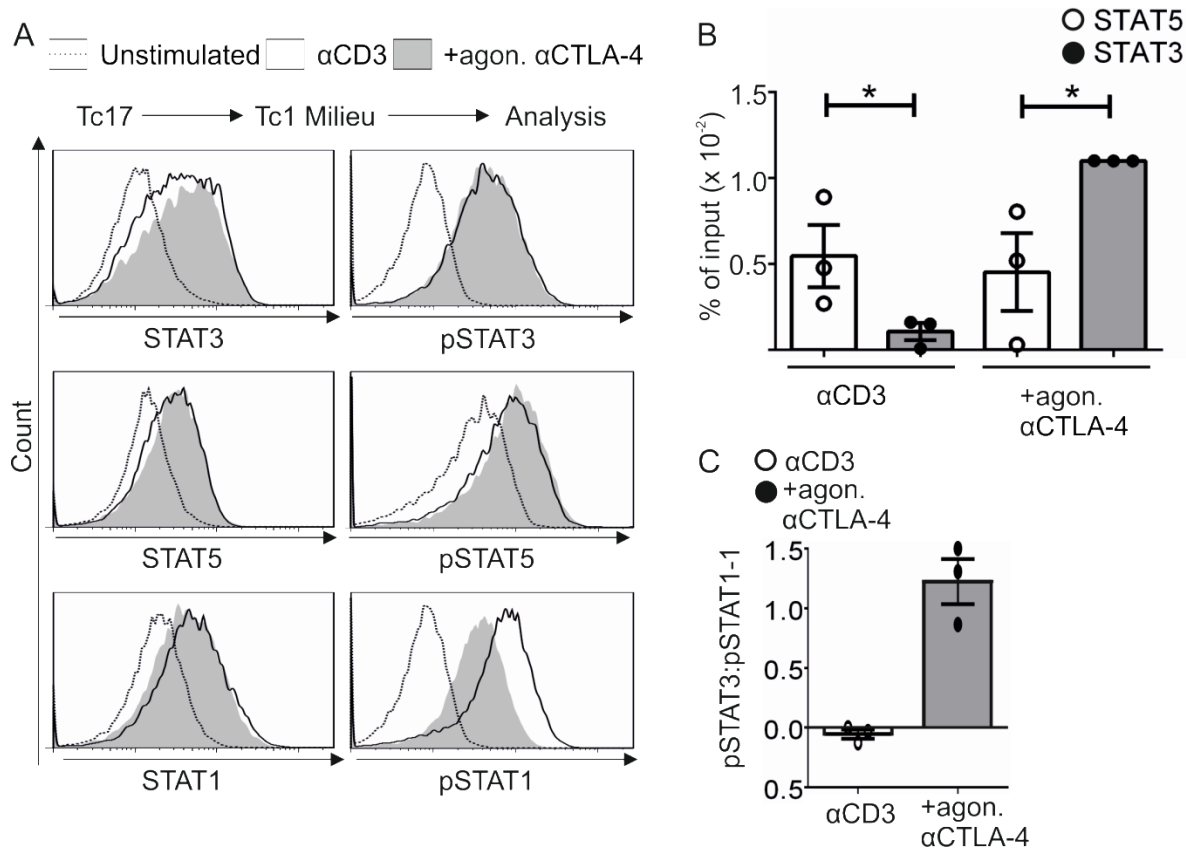 A
Unstimulated αCD3 +agon. αCTLA-4
Tc17 Tc1 Milieu Analysis
Count
STAT3 pSTAT3
STAT5 pSTAT5
STAT1 pSTAT1
B
STAT5
STAT3
% of input (x 10⁻²)
1.5
1.0
0.5
* *
αCD3 +agon.
αCTLA-4
C
αCD3
+agon.
αCTLA-4
pSTAT3:pSTAT1-1
1.5
1.0
0.5
0.0
0.5
αCD3 +agon.
αCTLA-4